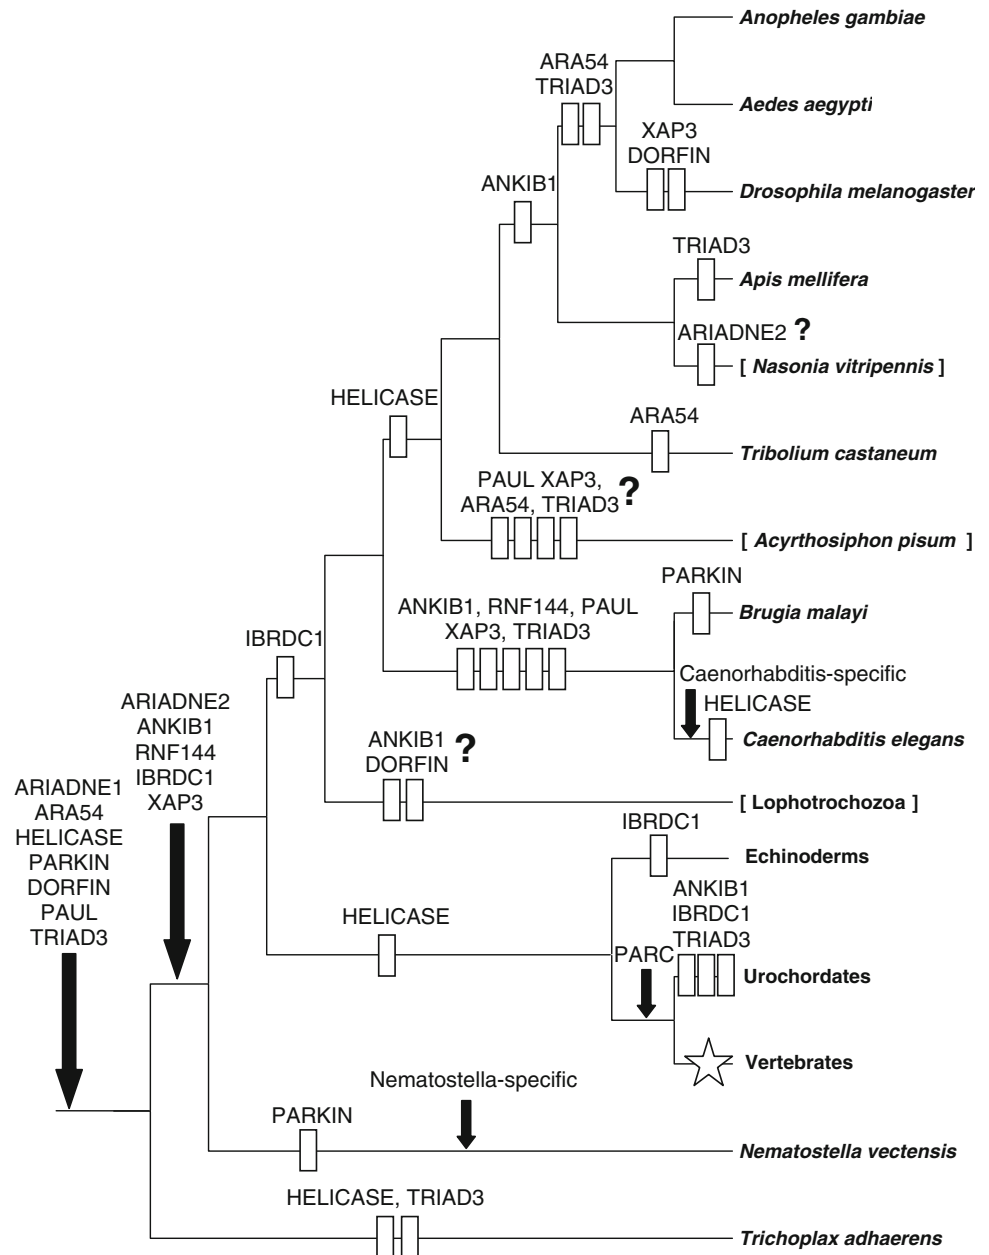 Anopheles gambiae
ARA54
TRIAD3
Aedes aegypti
XAP3
DORFIN
ANKIB1
Drosophila melanogaster
TRIAD3
Apis mellifera
ARIADNE2 ?
[ Nasonia vitripennis ]
HELICASE
ARA54
Tribolium castaneum
PAUL XAP3,
ARA54, TRIAD3 ?
[ Acyrthosiphon pisum ]
PARKIN
ANKIB1, RNF144, PAUL
XAP3, TRIAD3
Brugia malayi
IBRDC1
Caenorhabditis-specific
HELICASE
Caenorhabditis elegans
ARIADNE2
ANKIB1
RNF144
IBRDC1
XAP3
ANKIB1
DORFIN ?
[ Lophotrochozoa ]
ARIADNE1
ARA54
HELICASE
PARKIN
DORFIN
PAUL
TRIAD3
IBRDC1
Echinoderms
HELICASE
ANKIB1
IBRDC1
TRIAD3
PARC
Urochordates
Vertebrates
Nematostella-specific
PARKIN
Nematostella vectensis
HELICASE, TRIAD3
Trichoplax adhaerens